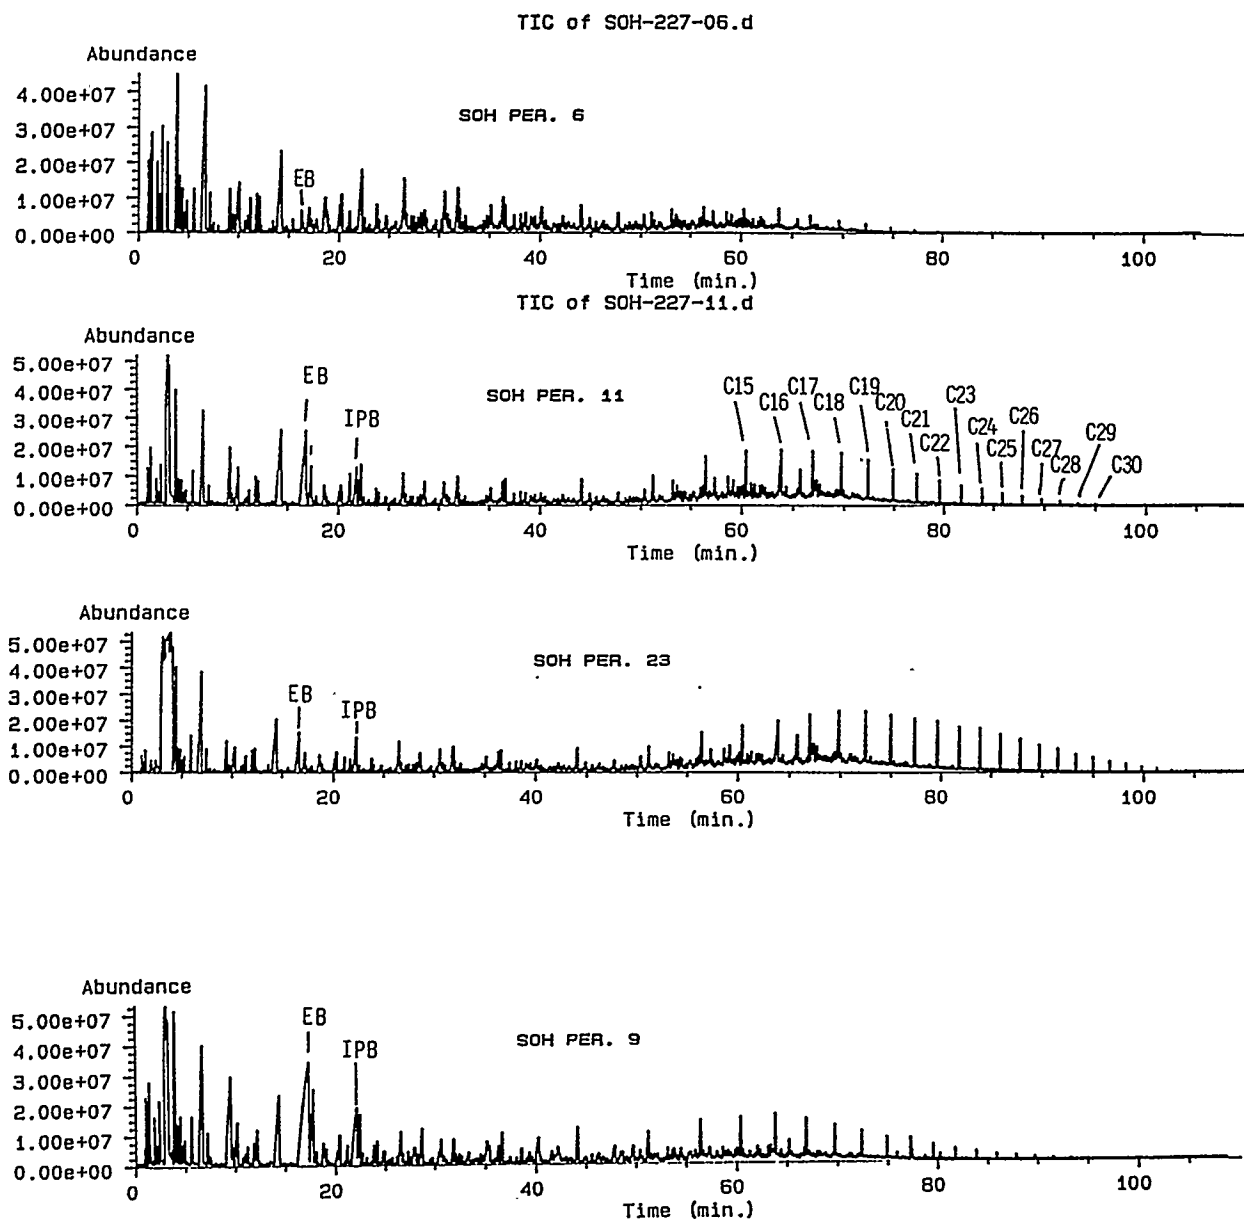 TIC of SOH-227-06.d
Abundance
4.00e+07
SOH PER. 6
3.00e+07
2.00e+07
EB
1.00e+07
0.00e+00
0 20 40 60 80 100
Time (min.)
TIC of SOH-227-11.d
Abundance
5.00e+07
EB
4.00e+07
SOH PER. 11
IPB
C15 C16 C17 C18 C19 C20 C21 C22 C23 C24 C25 C26 C27 C28 C29 C30
3.00e+07
2.00e+07
1.00e+07
0.00e+00
0 20 40 60 80 100
Time (min.)
Abundance
5.00e+07
SOH PER. 23
4.00e+07
EB
3.00e+07
IPB
2.00e+07
1.00e+07
0.00e+00
0 20 40 60 80 100
Time (min.)
Abundance
5.00e+07
EB
SOH PER. 9
4.00e+07
IPB
3.00e+07
2.00e+07
1.00e+07
0.00e+00
0 20 40 60 80 100
Time (min.)